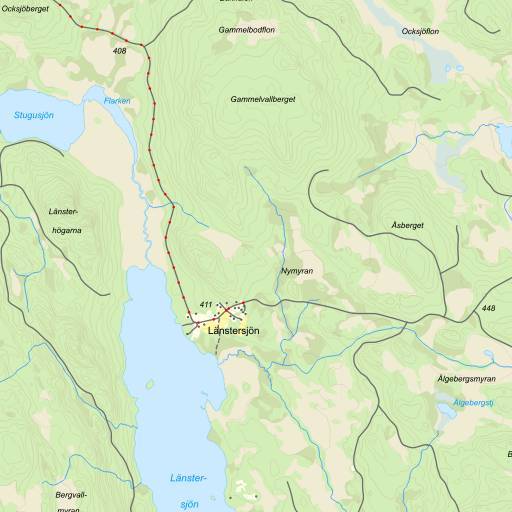 Ocksjöberget
Gammelbodflon
Ocksjöflon
408
Flarken
Gammelvallberget
Stugusjön
Länster-
högarna
Åsberget
Nymyran
411
448
Länstersjön
Ålgebergsmyran
Ålgebergstj
Länster-
sjön
Bergvall-
myran
B